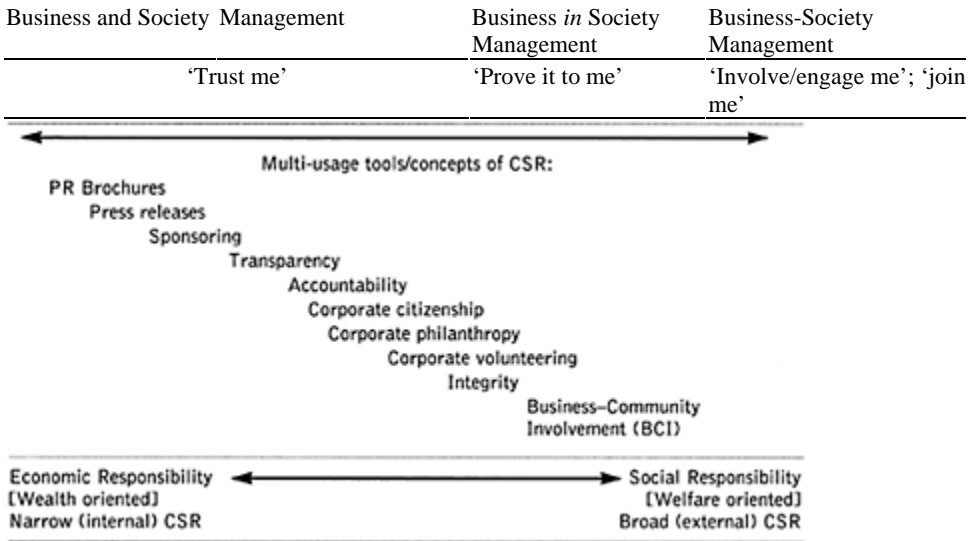 Business and Society Management
Business in Society Management
Business-Society Management
‘Trust me’
‘Prove it to me’
‘Involve/engage me’; ‘join me’
Multi-usage tools/concepts of CSR:
PR Brochures
Press releases
Sponsoring
Transparency
Accountability
Corporate citizenship
Corporate philanthropy
Corporate volunteering
Integrity
Business–Community
Involvement (BCI)
Economic Responsibility
[Wealth oriented]
Narrow (internal) CSR
Social Responsibility
[Welfare oriented]
Broad (external) CSR